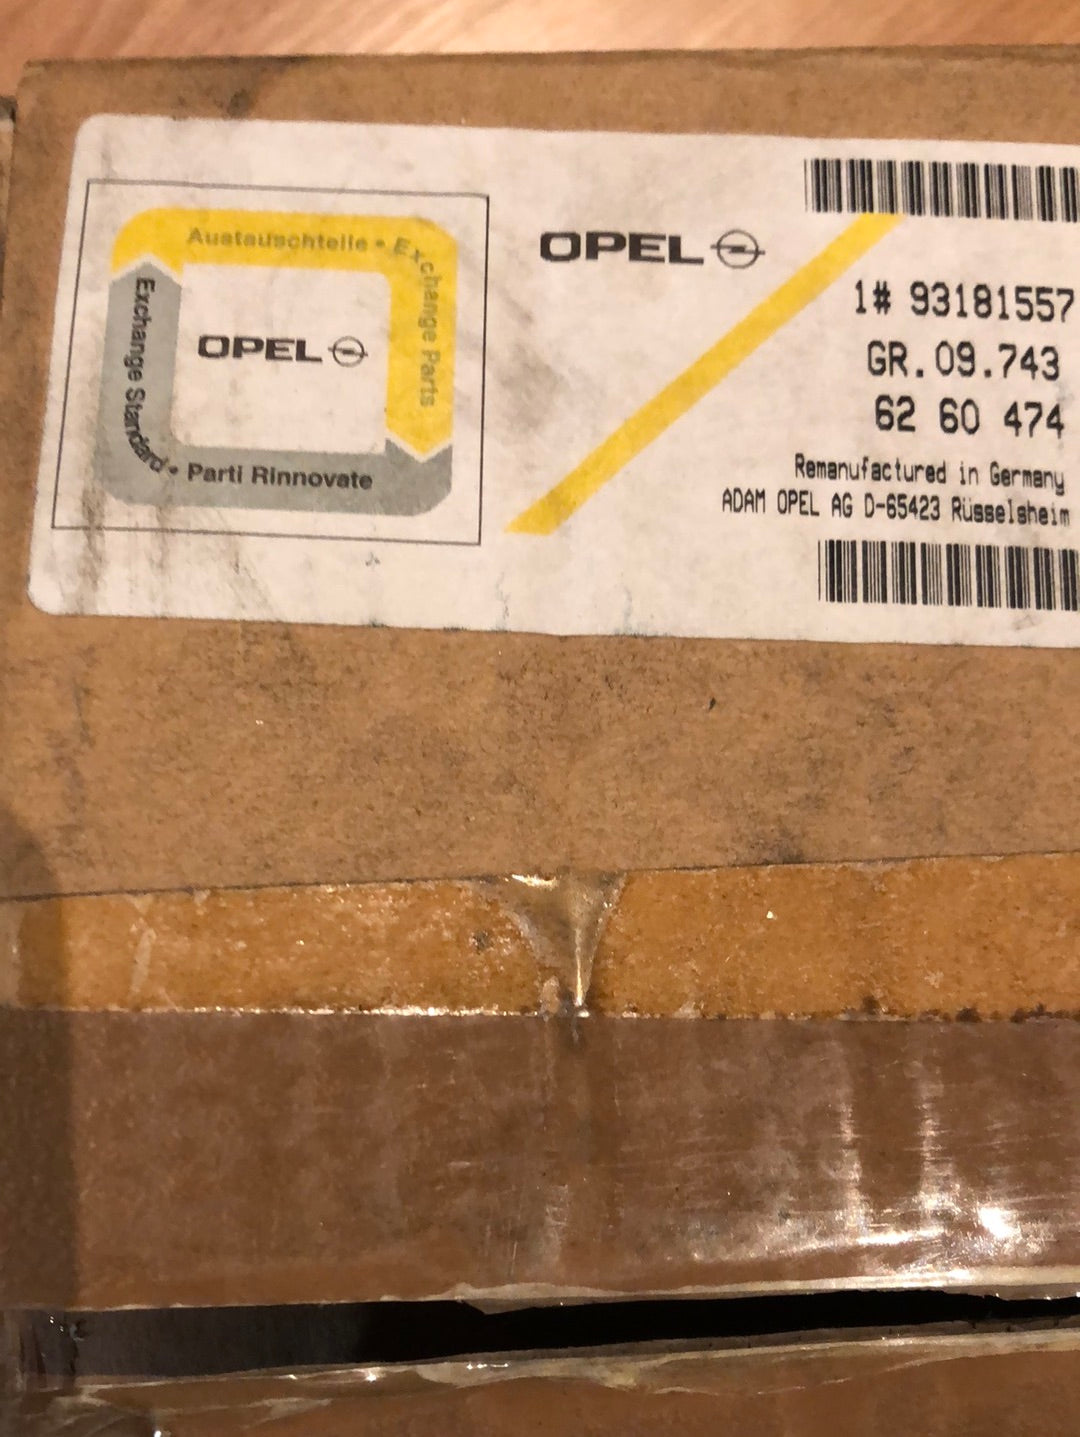 Austauschteile • Exchange Parts
OPEL
Exchange Standard • Parti Rinnovate
OPEL
1# 93181557
GR.09.743
62 60 474
Remanufactured in Germany
ADAM OPEL AG D-65423 Rüsselsheim